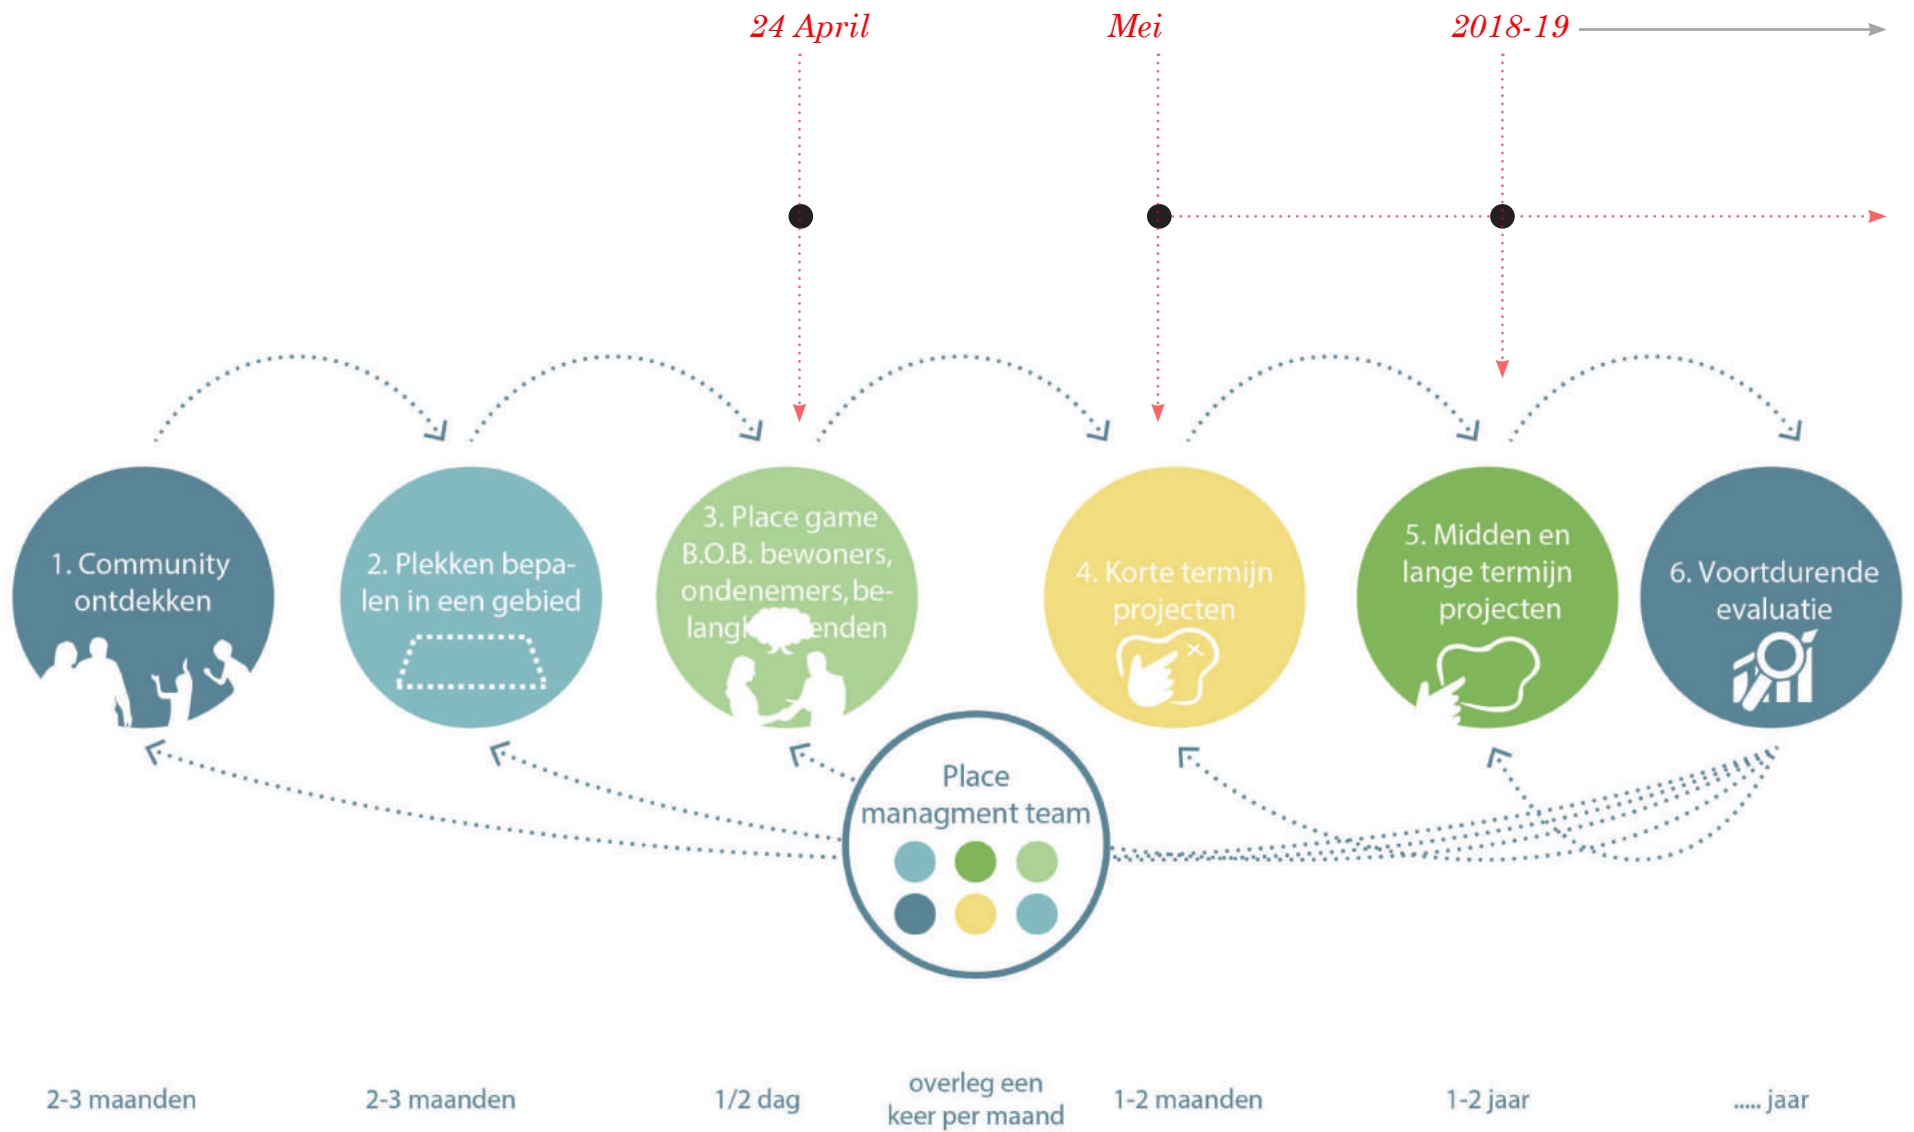 24 April
Mei
2018-19
1. Community
ontdekken
2. Plekken bepa-
len in een gebied
3. Place game
B.O.B. bewoners,
ondenemers, be-
4. Korte termijn
projecten
5. Midden en
lange termijn
projecten
6. Voortdurende
evaluatie
Place
managment team
2-3 maanden
2-3 maanden
1/2 dag
overleg een
keer per maand
1-2 maanden
1-2 jaar
..... jaar